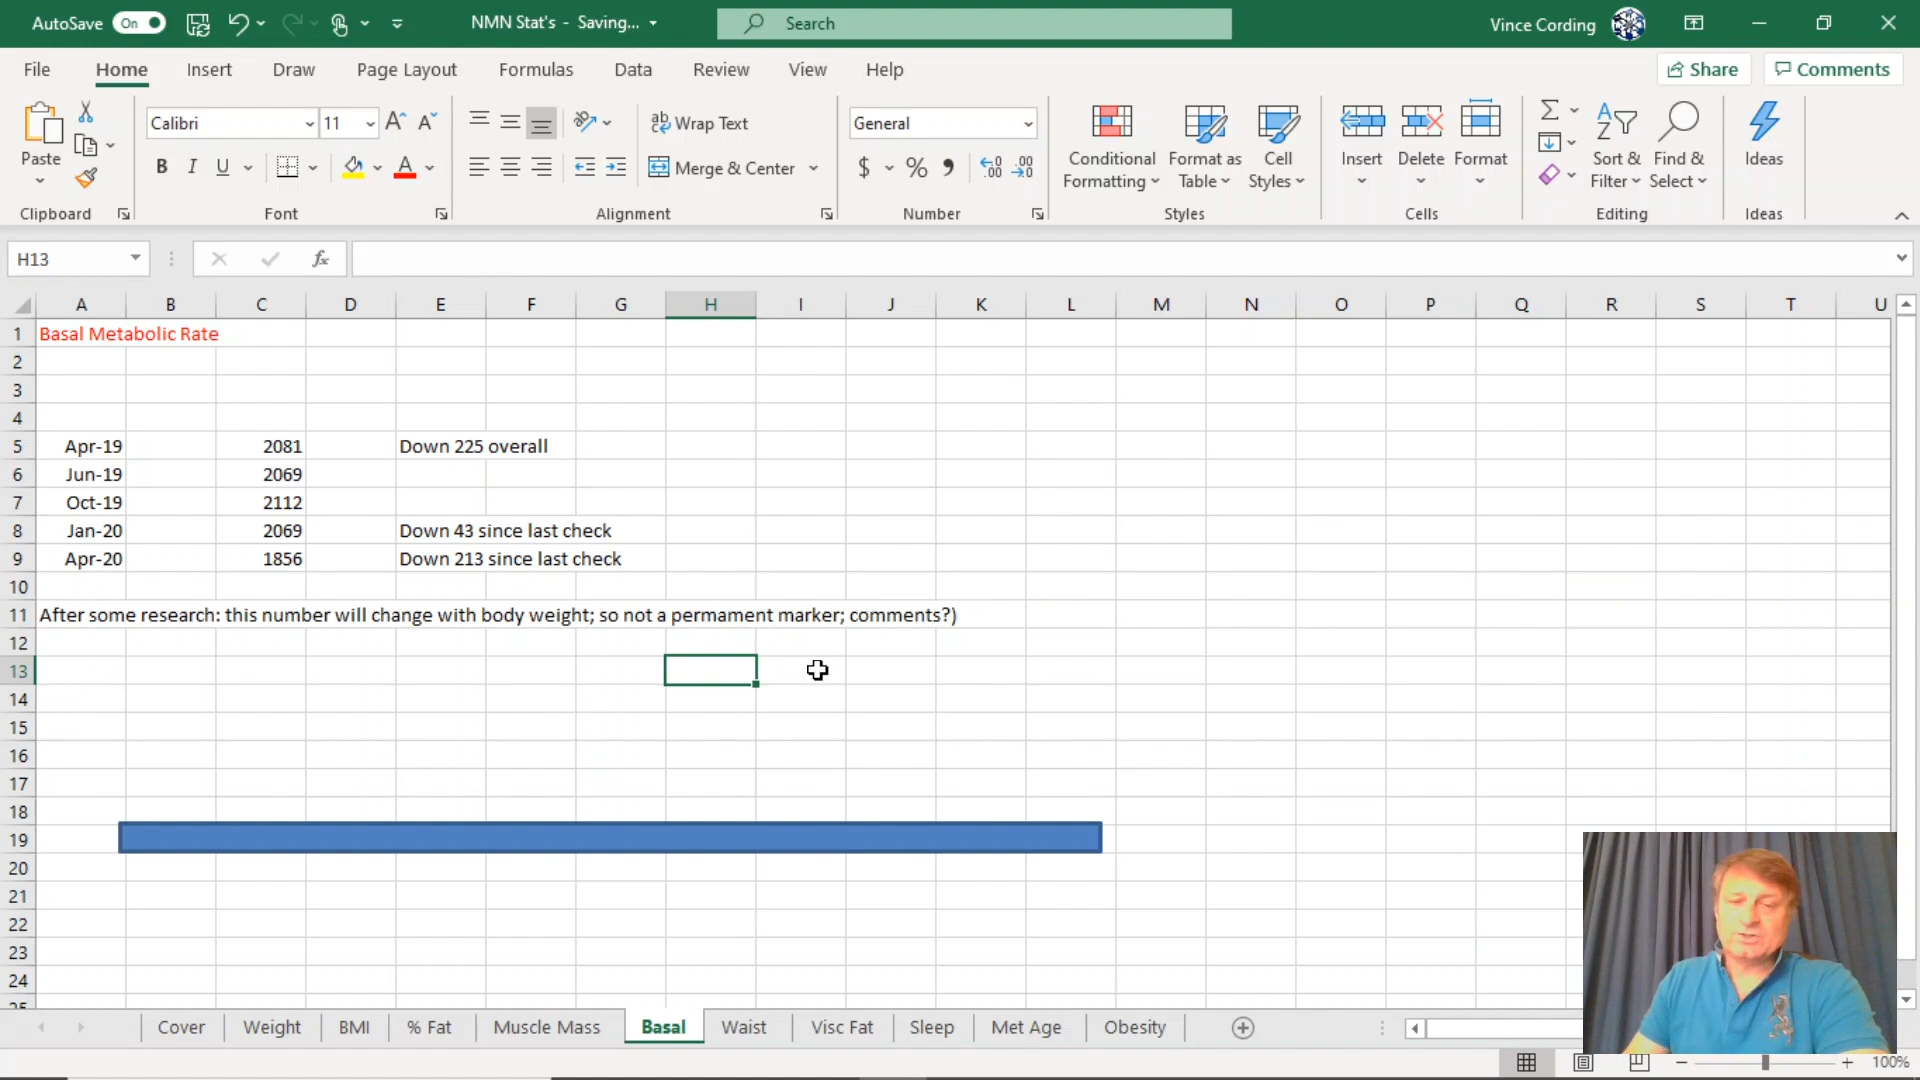 AutoSave On NMN Stat's - Saving... Search Vince Cording
File Home Insert Draw Page Layout Formulas Data Review View Help Share Comments
Paste
Calibri 11
B I U
ab Wrap Text
Merge & Center
General
$ % 9
Conditional Formatting
Format as Table
Cell Styles
Insert
Delete
Format
Sort & Filter
Find & Select
Ideas
Clipboard Font Alignment Number Styles Cells Editing Ideas
H13 fx
A B C D E F G H I J K L M N O P Q R S T U
1 Basal Metabolic Rate
2
3
4
5 Apr-19 2081 Down 225 overall
6 Jun-19 2069
7 Oct-19 2112
8 Jan-20 2069 Down 43 since last check
9 Apr-20 1856 Down 213 since last check
10
11 After some research: this number will change with body weight; so not a permament marker; comments?)
12
13
14
15
16
17
18
19
20
21
22
23
24
25
Cover Weight BMI % Fat Muscle Mass Basal Waist Visc Fat Sleep Met Age Obesity
100%